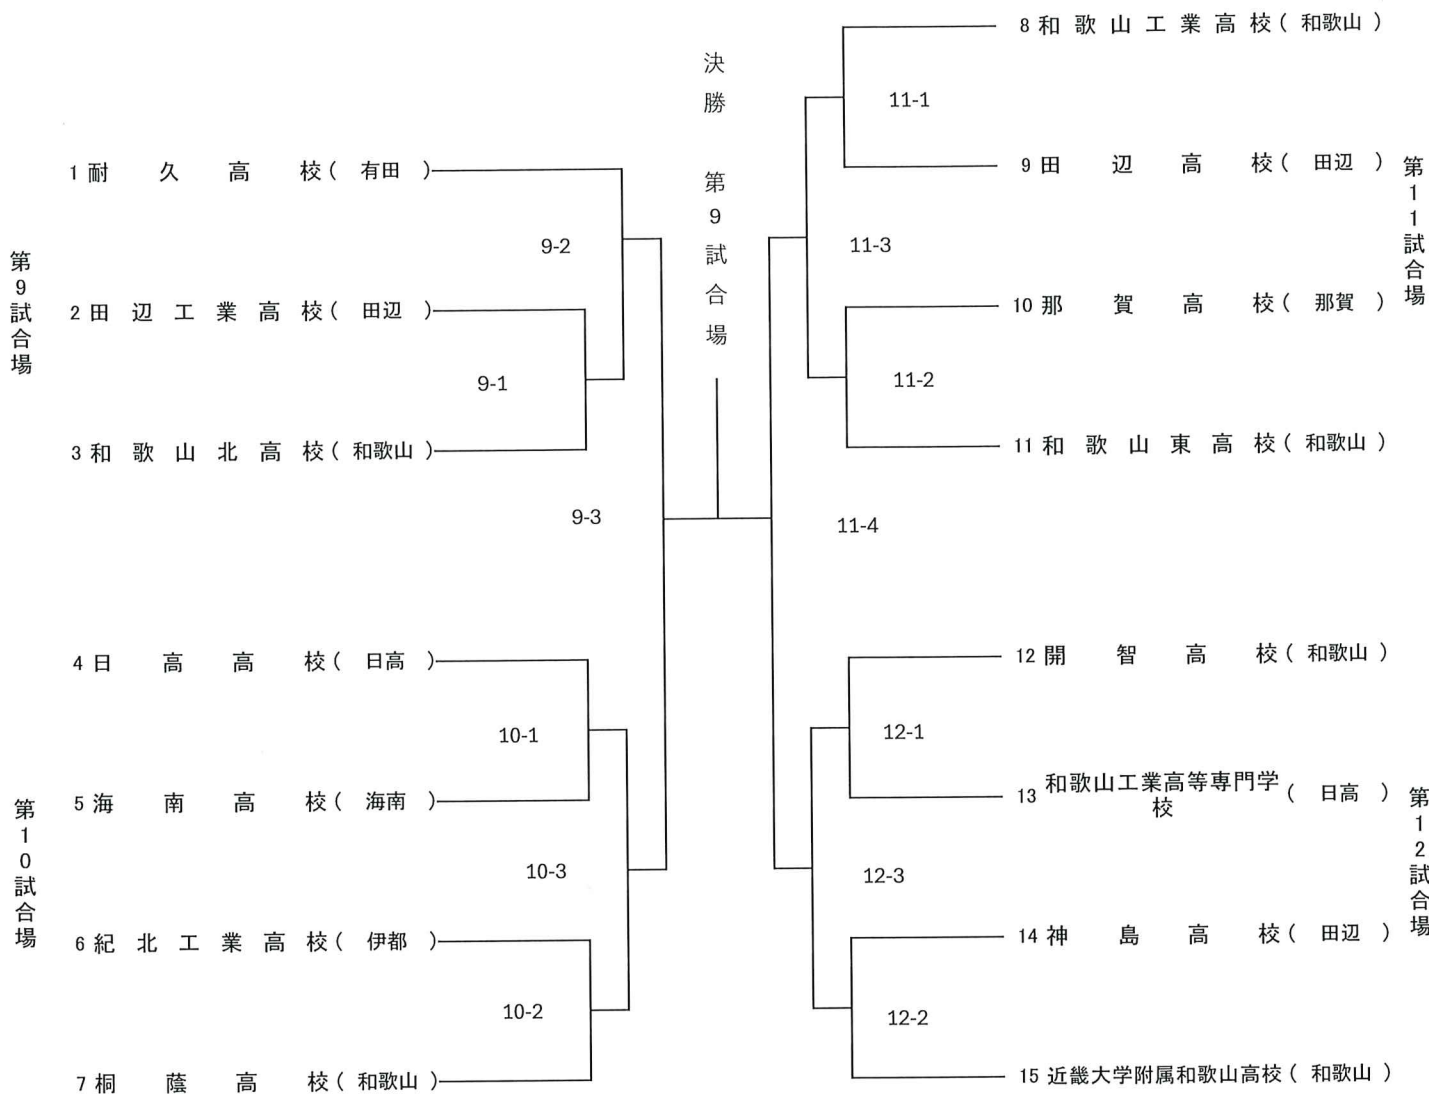 決勝 第9試合場
第9試合場
1 耐久高校( 有田 )
9-2
2 田辺工業高校( 田辺 )
9-1
3 和歌山北高校( 和歌山 )
9-3
第10試合場
4 日高高校( 日高 )
10-1
5 海南高校( 海南 )
10-3
6 紀北工業高校( 伊都 )
10-2
7 桐蔭高校( 和歌山 )
8 和歌山工業高校( 和歌山 )
11-1
9 田辺高校( 田辺 )
第11試合場
11-3
10 那賀高校( 那賀 )
11-2
11 和歌山東高校( 和歌山 )
11-4
12 開智高校( 和歌山 )
12-1
13 和歌山工業高等専門学
校 ( 日高 )
第12試合場
12-3
14 神島高校( 田辺 )
12-2
15 近畿大学附属和歌山高校( 和歌山 )